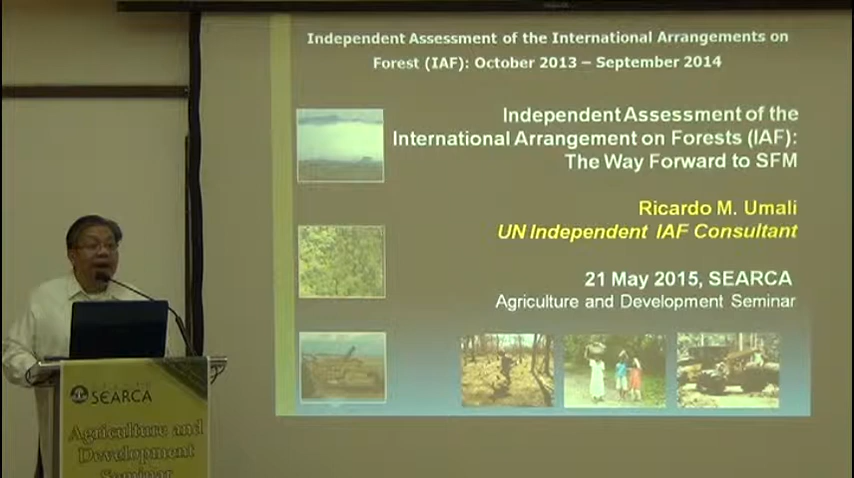 Independent Assessment of the International Arrangements on
Forest (IAF): October 2013 – September 2014
Independent Assessment of the
International Arrangement on Forests (IAF):
The Way Forward to SFM
Ricardo M. Umali
UN Independent IAF Consultant
21 May 2015, SEARCA
Agriculture and Development Seminar
SEARCA
Agriculture and
Development
Seminar